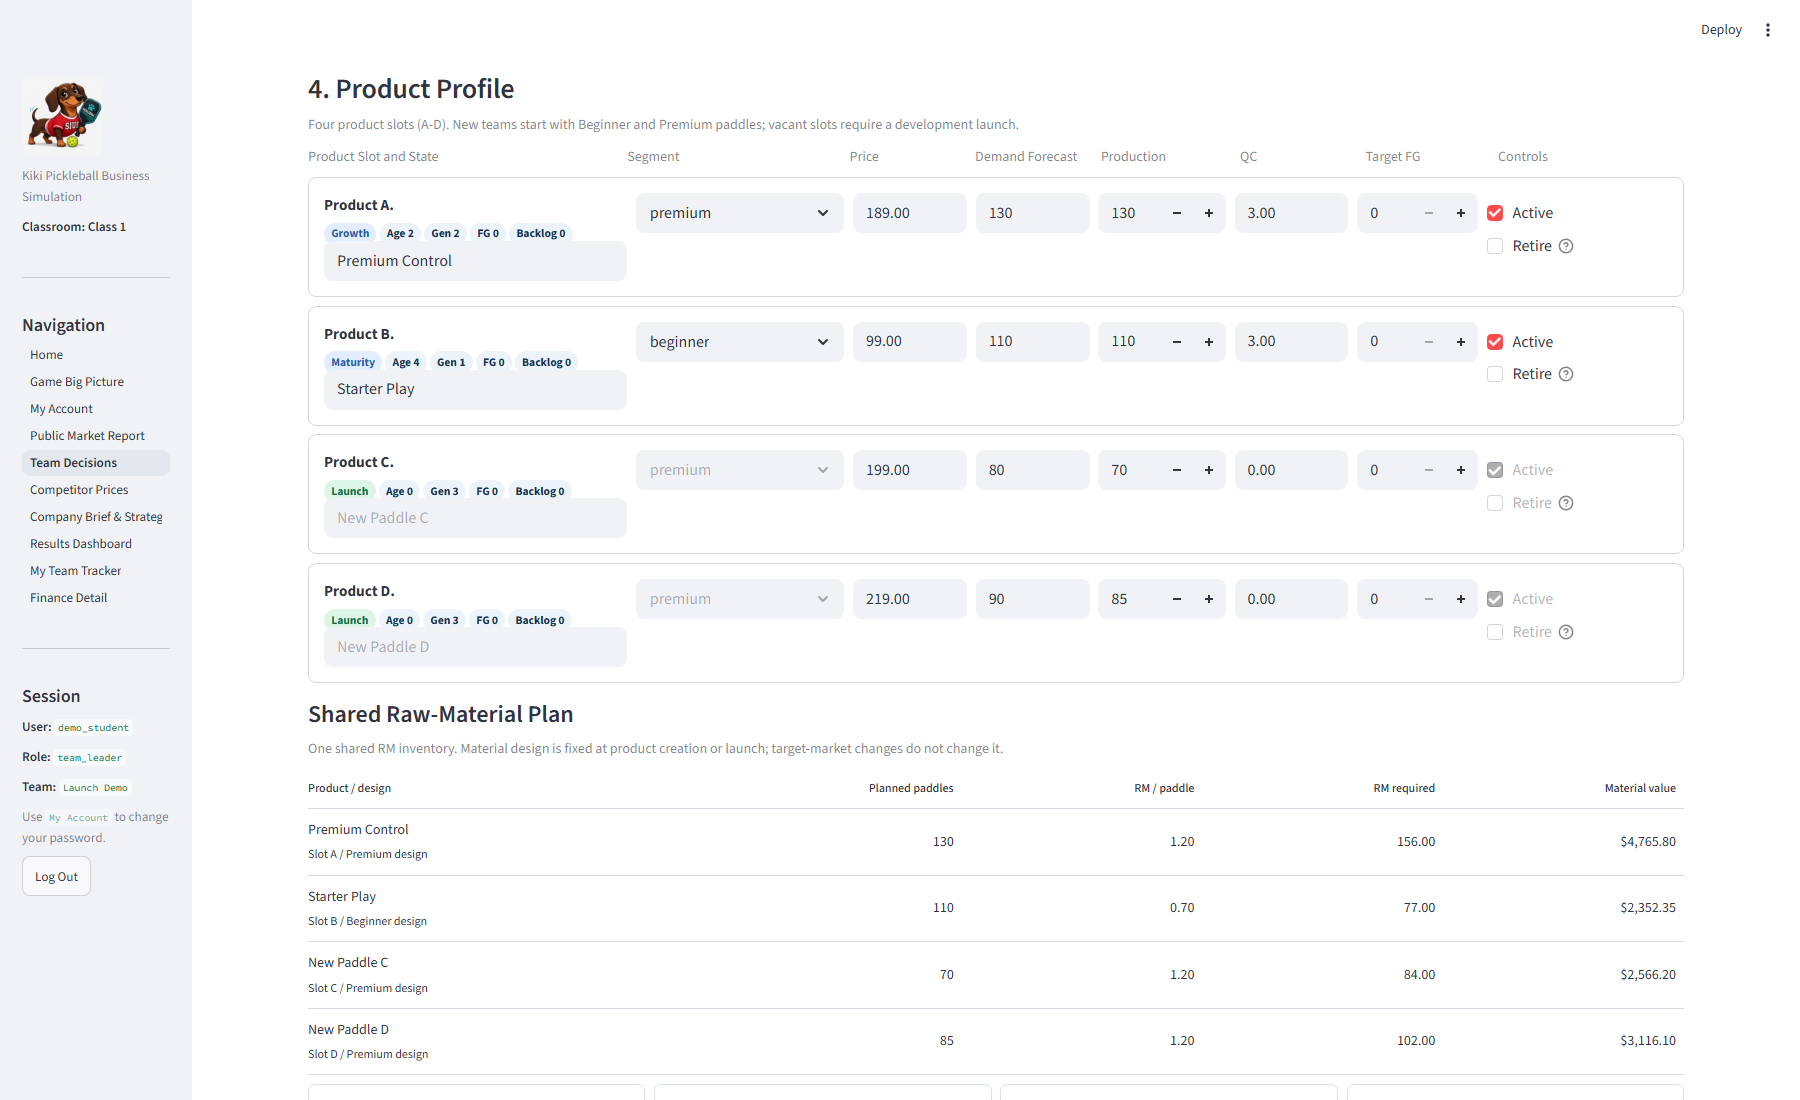 Deploy
SIUE
Kiki Pickleball Business
Simulation
Classroom: Class 1
Navigation
Home
Game Big Picture
My Account
Public Market Report
Team Decisions
Competitor Prices
Company Brief & Strateg
Results Dashboard
My Team Tracker
Finance Detail
Session
User: demo_student
Role: team_leader
Team: Launch Demo
Use My Account to change
your password.
Log Out
4. Product Profile
Four product slots (A-D). New teams start with Beginner and Premium paddles; vacant slots require a development launch.
Product Slot and State Segment Price Demand Forecast Production QC Target FG Controls
Product A.
Growth Age 2 Gen 2 FG 0 Backlog 0
Premium Control
premium 189.00 130 130 3.00 0 Active
Retire
Product B.
Maturity Age 4 Gen 1 FG 0 Backlog 0
Starter Play
beginner 99.00 110 110 3.00 0 Active
Retire
Product C.
Launch Age 0 Gen 3 FG 0 Backlog 0
New Paddle C
premium 199.00 80 70 0.00 0 Active
Retire
Product D.
Launch Age 0 Gen 3 FG 0 Backlog 0
New Paddle D
premium 219.00 90 85 0.00 0 Active
Retire
Shared Raw-Material Plan
One shared RM inventory. Material design is fixed at product creation or launch; target-market changes do not change it.
Product / design Planned paddles RM / paddle RM required Material value
Premium Control
Slot A / Premium design 130 1.20 156.00 $4,765.80
Starter Play
Slot B / Beginner design 110 0.70 77.00 $2,352.35
New Paddle C
Slot C / Premium design 70 1.20 84.00 $2,566.20
New Paddle D
Slot D / Premium design 85 1.20 102.00 $3,116.10